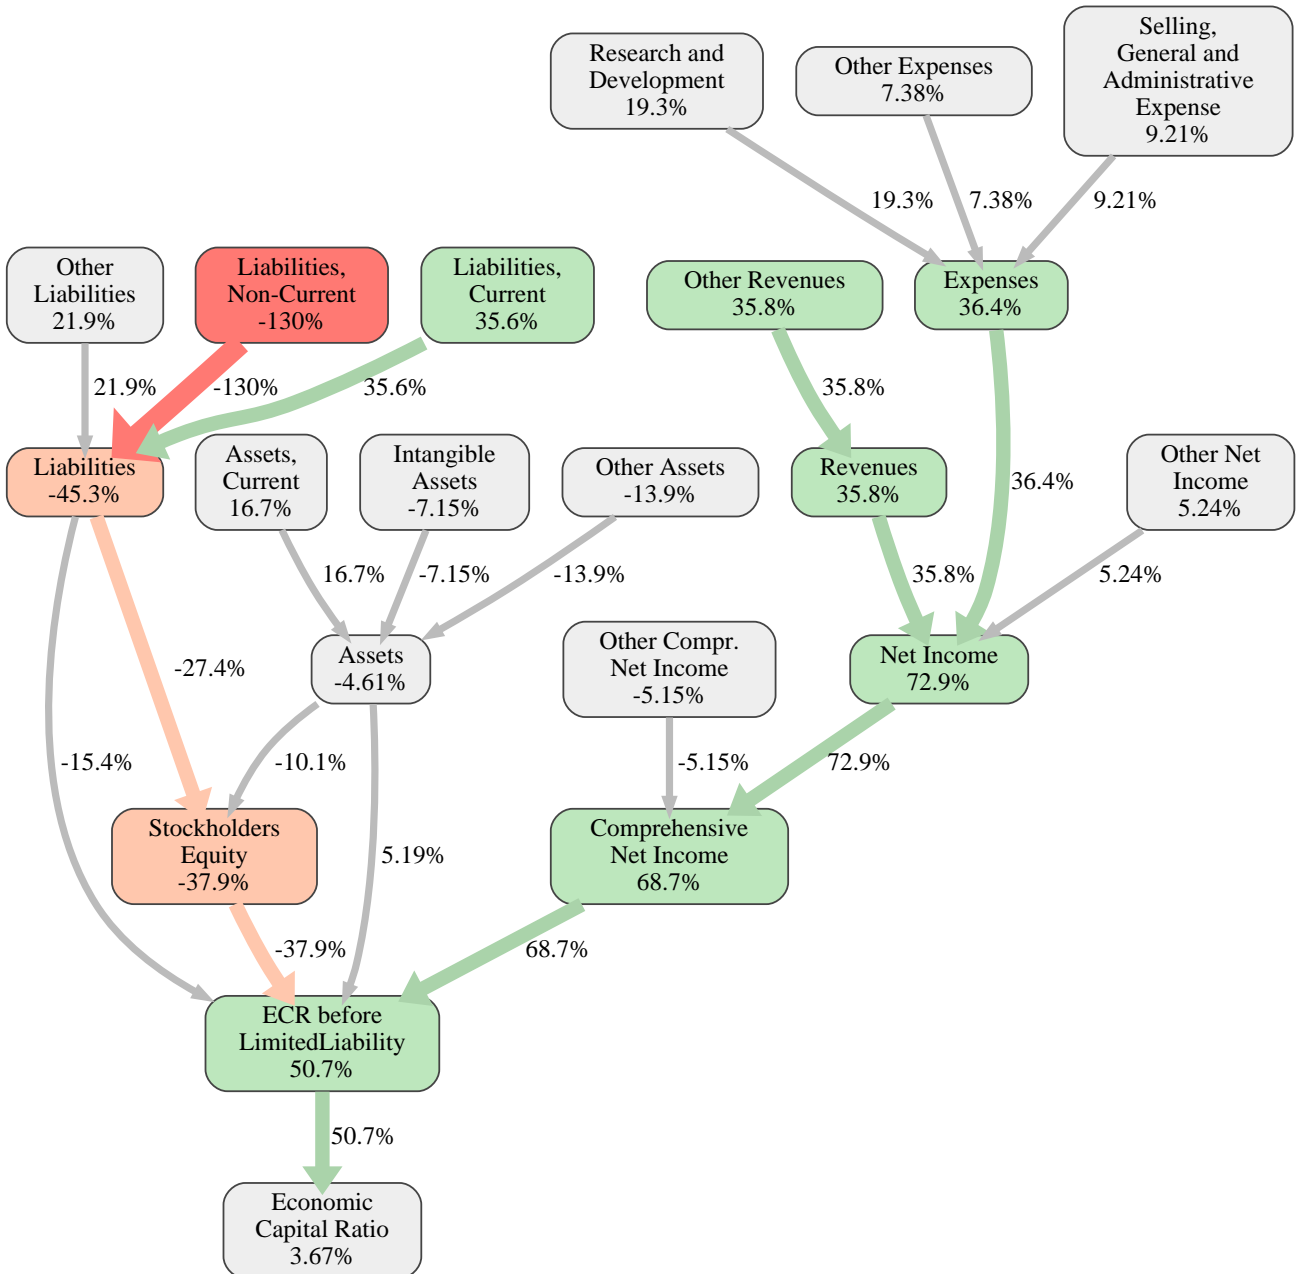 Research and
Development
19.3%
Other Expenses
7.38%
Selling,
General and
Administrative
Expense
9.21%
19.3%
7.38%
9.21%
Other
Liabilities
21.9%
Liabilities,
Non-Current
-130%
Liabilities,
Current
35.6%
Other Revenues
35.8%
Expenses
36.4%
21.9%
-130%
35.6%
35.8%
36.4%
Liabilities
-45.3%
Assets,
Current
16.7%
Intangible
Assets
-7.15%
Other Assets
-13.9%
Revenues
35.8%
Other Net
Income
5.24%
16.7%
-7.15%
-13.9%
35.8%
5.24%
-27.4%
Assets
-4.61%
Other Compr.
Net Income
-5.15%
Net Income
72.9%
-15.4%
-10.1%
-5.15%
72.9%
Stockholders
Equity
-37.9%
5.19%
Comprehensive
Net Income
68.7%
-37.9%
68.7%
ECR before
LimitedLiability
50.7%
50.7%
Economic
Capital Ratio
3.67%